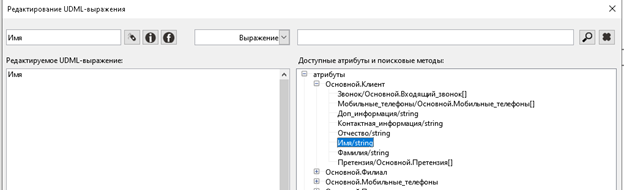 Редактирование UDML-выражения
Имя Выражение
Редактируемое UDML-выражение: Доступные атрибуты и поисковые методы:
Имя
атрибуты
Основной.Клиент
Звонок/Основной.Входящий_звонок[]
Мобильные_телефоны/Основной.Мобильные_телефоны[]
Доп_информация/string
Контактная_информация/string
Отчество/string
Имя/string
Фамилия/string
Претензия/Основной.Претензия[]
Основной.Филиал
Основной.Мобильные_телефоны